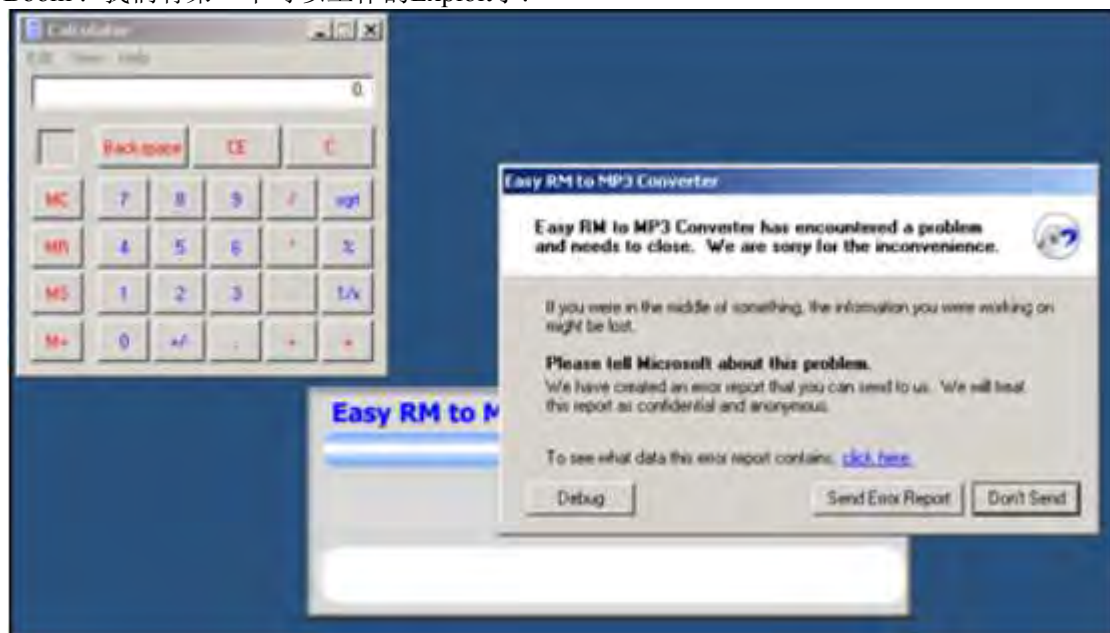 Boom！我们有第一个可以工作的Exploit了！
Calculator
Edit View Help
0.
Backspace CE C
MC 7 8 9 / sqrt
MR 4 5 6 * %
MS 1 2 3 - 1/x
M+ 0 +/- . + =
Easy RM to MP3 Converter
Easy RM to MP3 Converter has encountered a problem
and needs to close. We are sorry for the inconvenience.
If you were in the middle of something, the information you were working on
might be lost.
Please tell Microsoft about this problem.
We have created an error report that you can send to us. We will treat
this report as confidential and anonymous.
To see what data this error report contains, click here.
Debug Send Error Report Don't Send
Easy RM to M